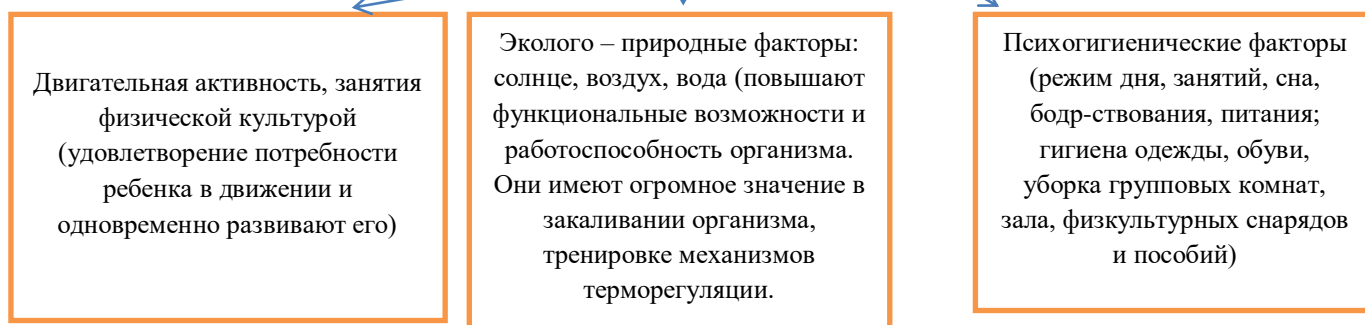 Двигательная активность, занятия
физической культурой
(удовлетворение потребности
ребенка в движении и
одновременно развивают его)
Эколого – природные факторы:
солнце, воздух, вода (повышают
функциональные возможности и
работоспособность организма.
Они имеют огромное значение в
закаливании организма,
тренировке механизмов
терморегуляции.
Психогигиенические факторы
(режим дня, занятий, сна,
бодр-ствования, питания;
гигиена одежды, обуви,
уборка групповых комнат,
зала, физкультурных снарядов
и пособий)